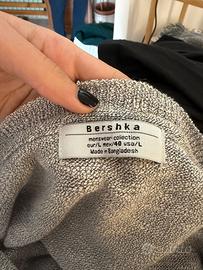 Bershka
menswear collection
eur/L mex/40 usa/L
Made in Bangladesh